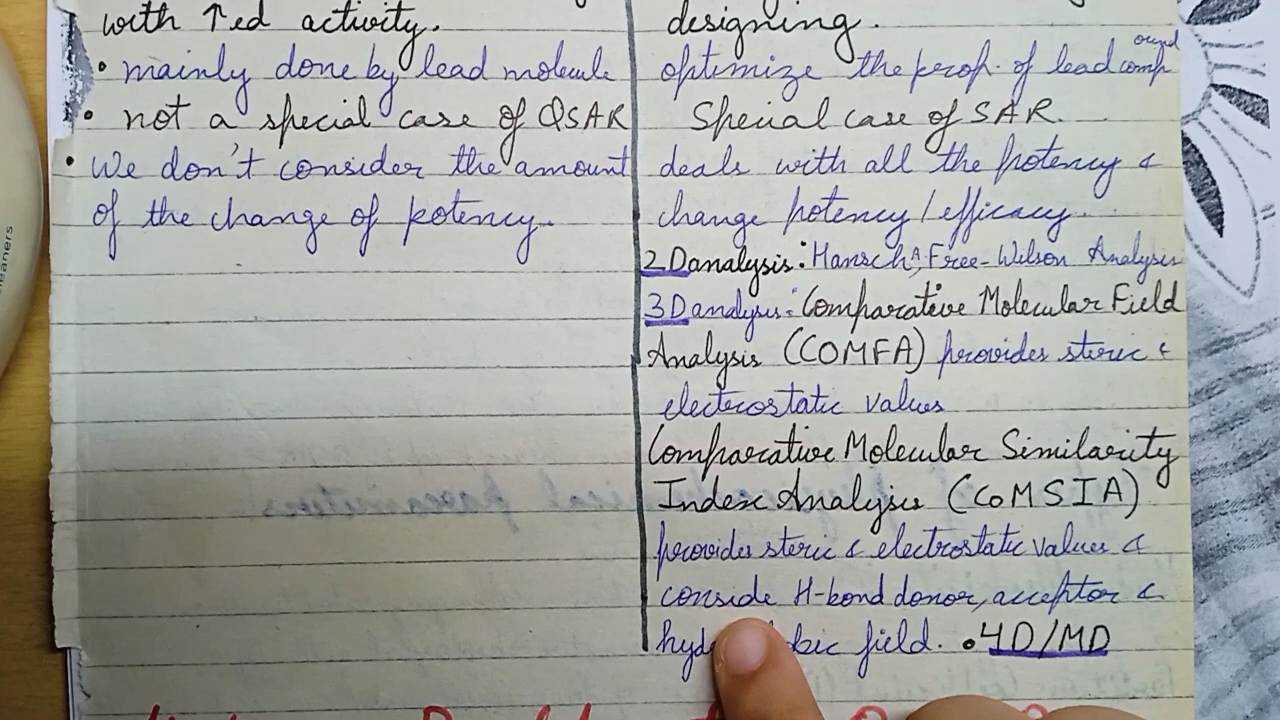 with ↑ed activity.
• mainly done by lead molecule
• not a special case of QSAR
• We don't consider the amount
of the change of potency.
designing.
optimize the prop. of lead compound
Special case of SAR.
deals with all the potency &
change potency / efficacy.
2D analysis: Hansch, Free-Wilson Analysis
3D analysis: Comparative Molecular Field
Analysis (COMFA) provides steric &
electrostatic values
Comparative Molecular Similarity
Index Analysis (CoMSIA)
provides steric & electrostatic values &
conside H-bond donor, acceptor &
field. • 4D/MD
cleaners